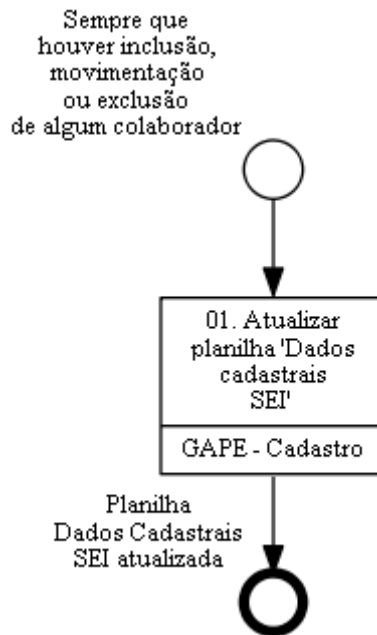 Sempre que
houver inclusão,
movimentação
ou exclusão
de algum colaborador
01. Atualizar
planilha 'Dados
cadastrais
SEI'
GAPE - Cadastro
Planilha
Dados Cadastrais
SEI atualizada